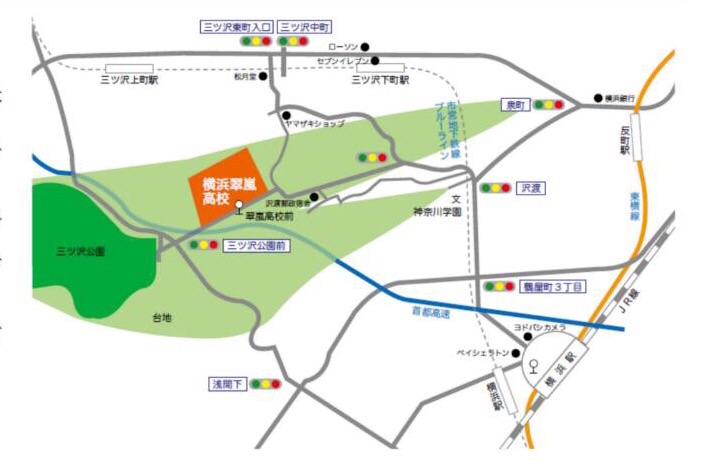 三ツ沢東町入口
三ツ沢中町
ローソン
セブンイレブン
三ツ沢上町駅
松月堂
三ツ沢下町駅
泉町
横浜銀行
ヤマザキショップ
市営地下鉄線
ブルーライン
反町駅
横浜翠嵐
高校
沢渡郵政宿舎
翠嵐高校前
文
神奈川学園
沢渡
東横線
三ツ沢公園
三ツ沢公園前
台地
首都高速
鶴屋町3丁目
JR線
ヨドバシカメラ
ベイシェラトン
横浜駅
横浜駅
浅間下